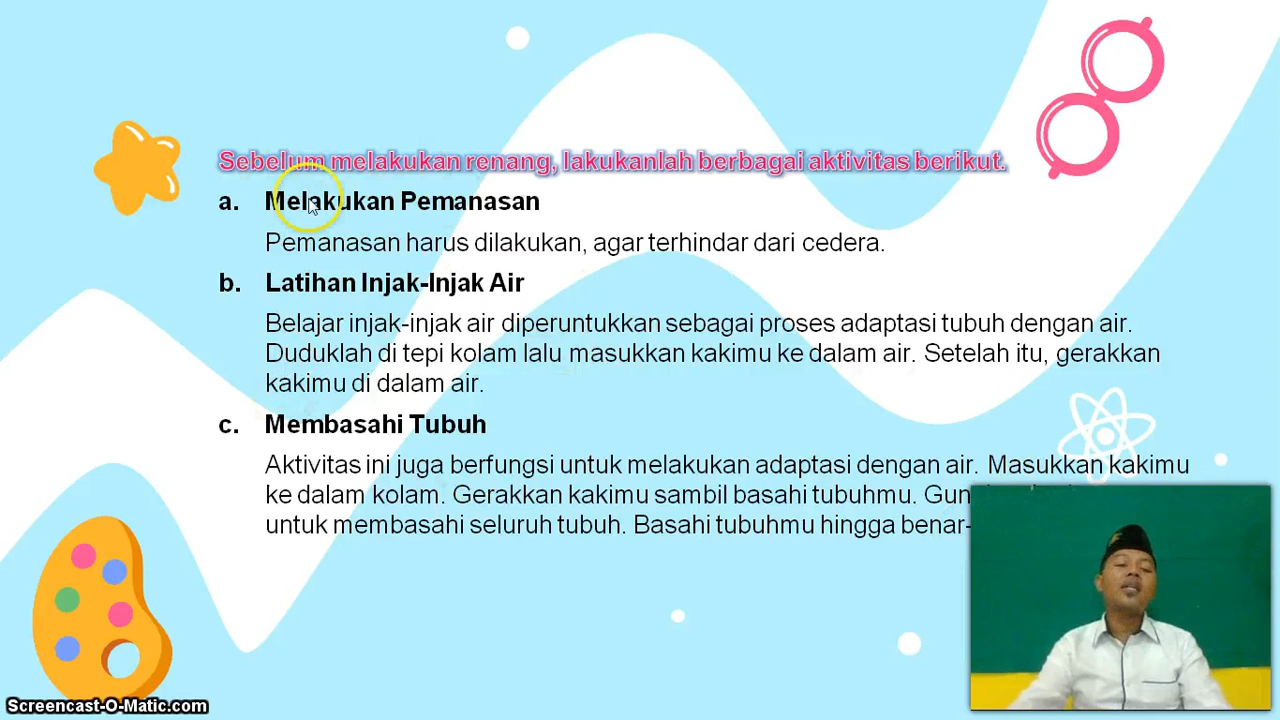 Sebelum melakukan renang, lakukanlah berbagai aktivitas berikut.
a. Melakukan Pemanasan
Pemanasan harus dilakukan, agar terhindar dari cedera.
b. Latihan Injak-Injak Air
Belajar injak-injak air diperuntukkan sebagai proses adaptasi tubuh dengan air.
Duduklah di tepi kolam lalu masukkan kakimu ke dalam air. Setelah itu, gerakkan
kakimu di dalam air.
c. Membasahi Tubuh
Aktivitas ini juga berfungsi untuk melakukan adaptasi dengan air. Masukkan kakimu
ke dalam kolam. Gerakkan kakimu sambil basahi tubuhmu.
untuk membasahi seluruh tubuh. Basahi tubuhmu hingga benar-
Screencast-O-Matic.com